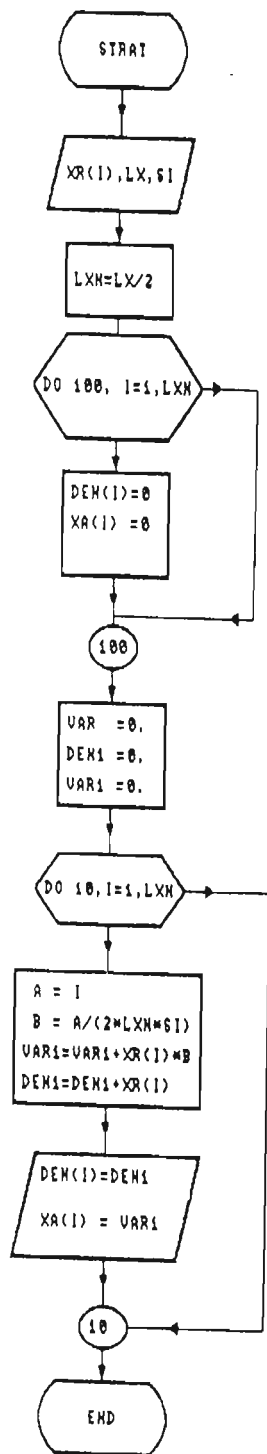 STRAT
XR(I),LX,SI
LXN=LX/2
DO 100, I=1,LXN
DEN(I)=0
XA(I) =0
100
VAR =0,
DEN1 =0,
VAR1 =0.
DO 10,I=1,LXN
A = I
B = A/(2*LXN*SI)
VAR1=VAR1+XR(I)*B
DEN1=DEN1+XR(I)
DEN(I)=DEN1
XA(I) = VAR1
10
END